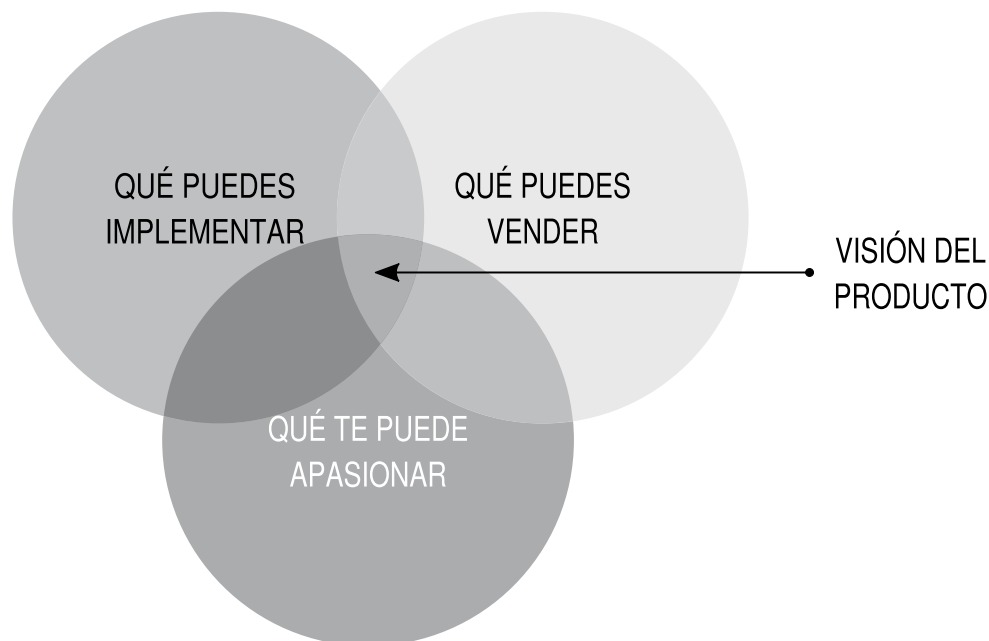 QUÉ PUEDES
IMPLEMENTAR
QUÉ PUEDES
VENDER
VISIÓN DEL
PRODUCTO
QUÉ TE PUEDE
APASIONAR